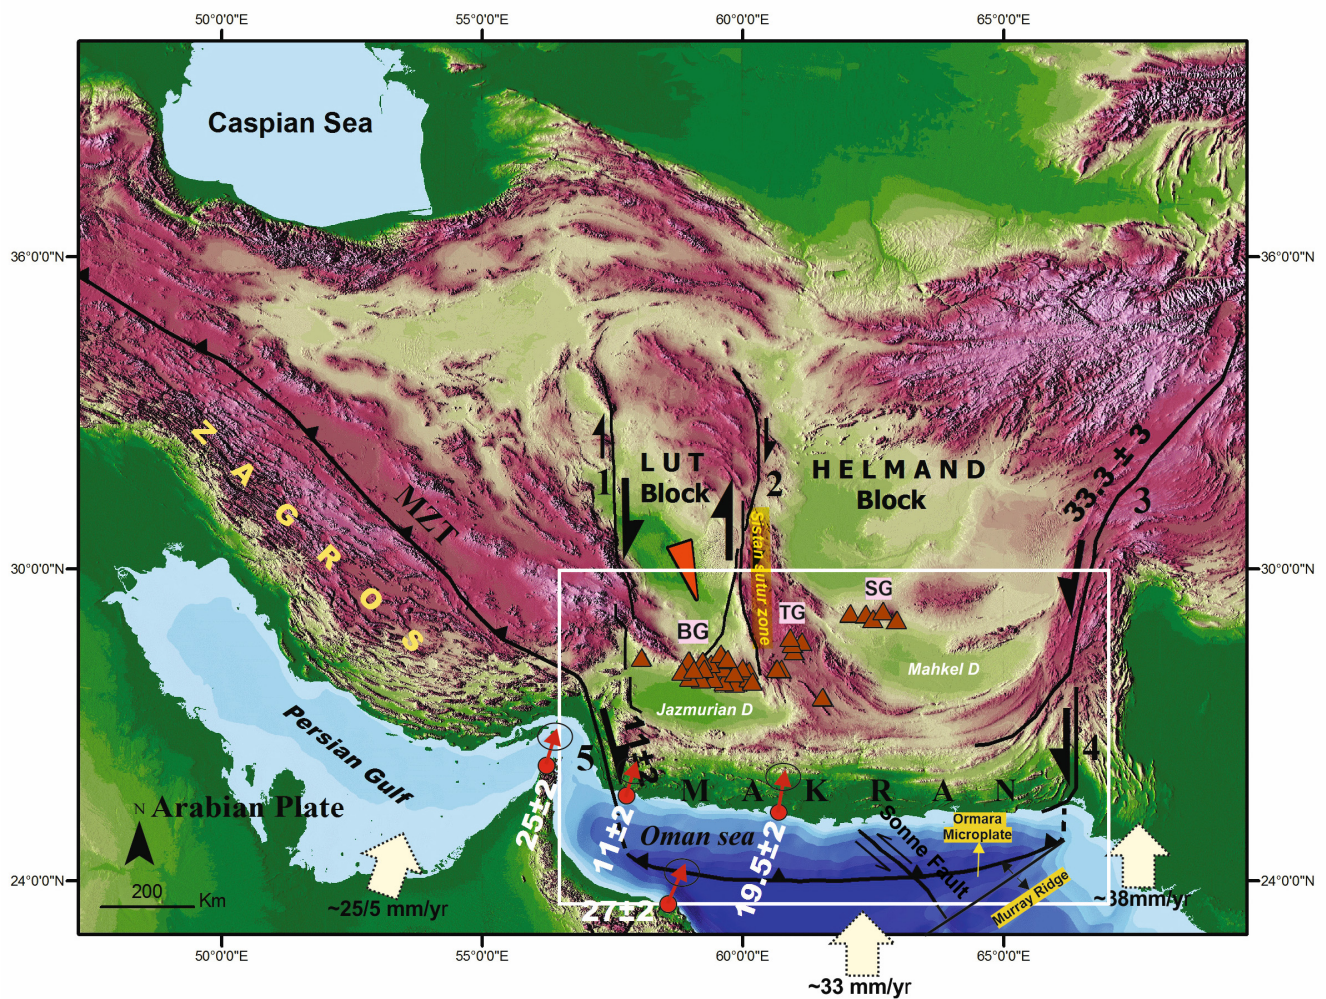 50°0'0"E
55°0'0"E
60°0'0"E
65°0'0"E
Caspian Sea
36°0'0"N
36°0'0"N
ZAGROS
MZT
1
LUT
Block
2
HELMAND
Block
33.3 ± 3
3
30°0'0"N
30°0'0"N
Sistan sutur zone
SG
TG
BG
Mahkel D
Jazmurian D
Persian Gulf
5
11±2
4
MAKRAN
N
Arabian Plate
25±2
11±2
Oman sea
19.5±2
Sonne Fault
Ormara
Microplate
24°0'0"N
24°0'0"N
200
Km
~25/5 mm/yr
27±2
Murray Ridge
~38mm/yr
50°0'0"E
55°0'0"E
60°0'0"E
65°0'0"E
~33 mm/yr